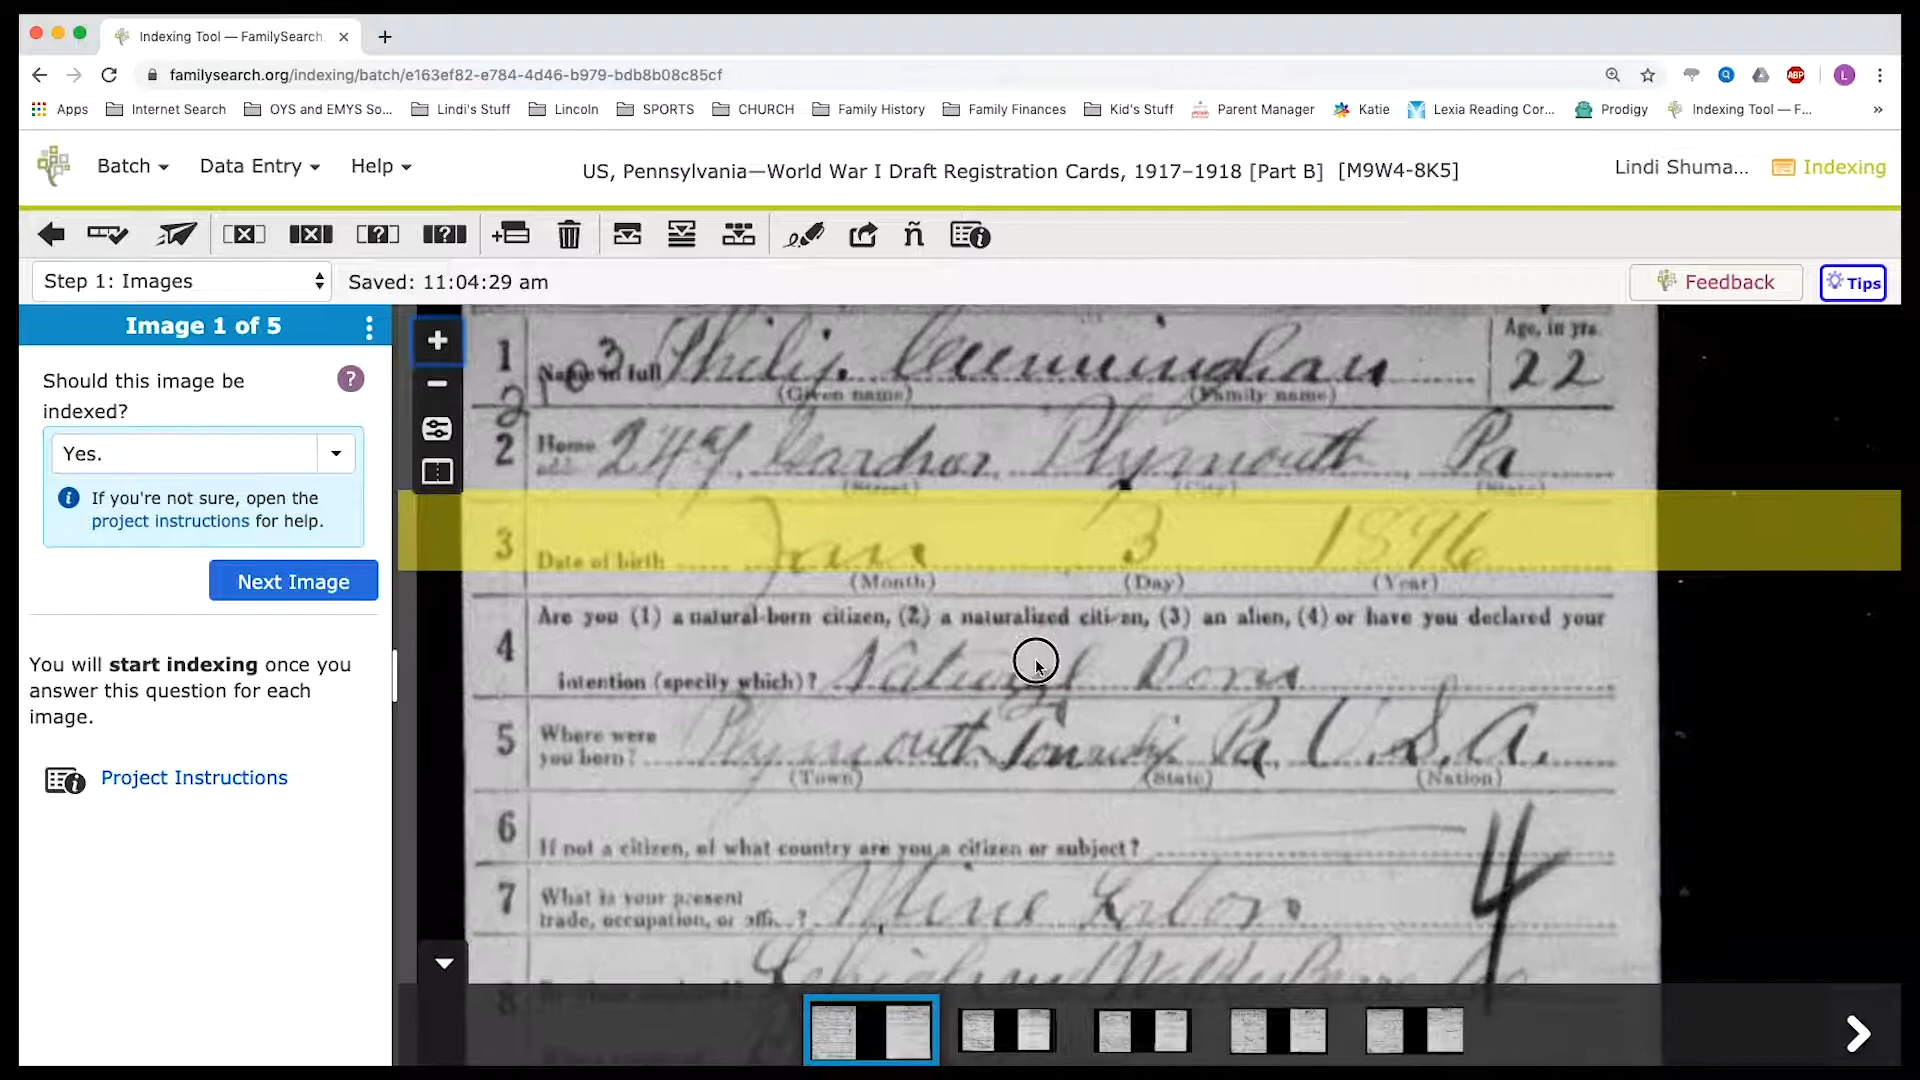 Indexing Tool — FamilySearch
familysearch.org/indexing/batch/e163ef82-e784-4d46-b979-bdb8b08c85cf
ABP
L
Apps Internet Search OYS and EMYS So... Lindi's Stuff Lincoln SPORTS CHURCH Family History Family Finances Kid's Stuff Parent Manager Katie Lexia Reading Cor... Prodigy Indexing Tool — F... »
Batch Data Entry Help US, Pennsylvania—World War I Draft Registration Cards, 1917–1918 [Part B] [M9W4-8K5] Lindi Shuma... Indexing
Step 1: Images Saved: 11:04:29 am Feedback Tips
Image 1 of 5
Should this image be
indexed?
Yes.
If you're not sure, open the
project instructions for help.
Next Image
You will start indexing once you
answer this question for each
image.
Project Instructions
Age, in yrs.
1 Name in full Philip Cunningham 22
(Given name) (Family name)
2 Home Plymouth Pa
(Street) (City) (State)
3 Date of birth Jan 3 1896
(Month) (Day) (Year)
Are you (1) a natural-born citizen, (2) a naturalized citizen, (3) an alien, (4) or have you declared your
4 intention (specify which)? Natural Born
5 Where were
you born? Plymouth Township Pa, U.S.A.
(Town) (State) (Nation)
6 If not a citizen, of what country are you a citizen or subject?
4
7 What is your present
trade, occupation, or office? Mine Labor
8